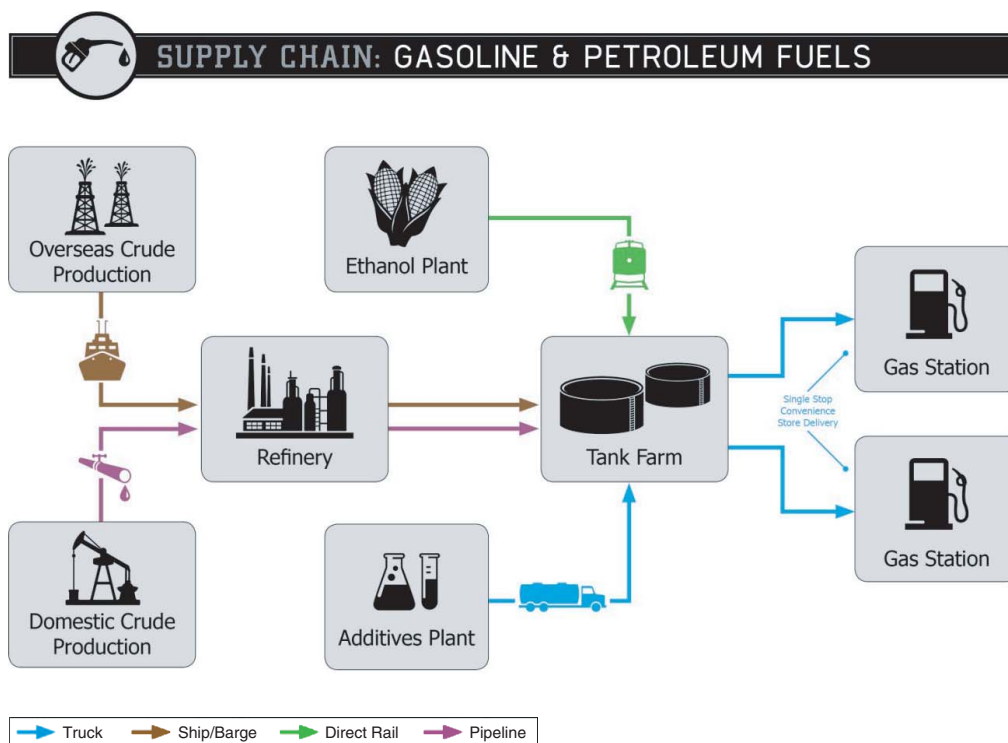 SUPPLY CHAIN: GASOLINE & PETROLEUM FUELS
Overseas Crude
Production
Ethanol Plant
Gas Station
Refinery
Tank Farm
Single Stop
Convenience
Store Delivery
Domestic Crude
Production
Additives Plant
Gas Station
Truck
Ship/Barge
Direct Rail
Pipeline